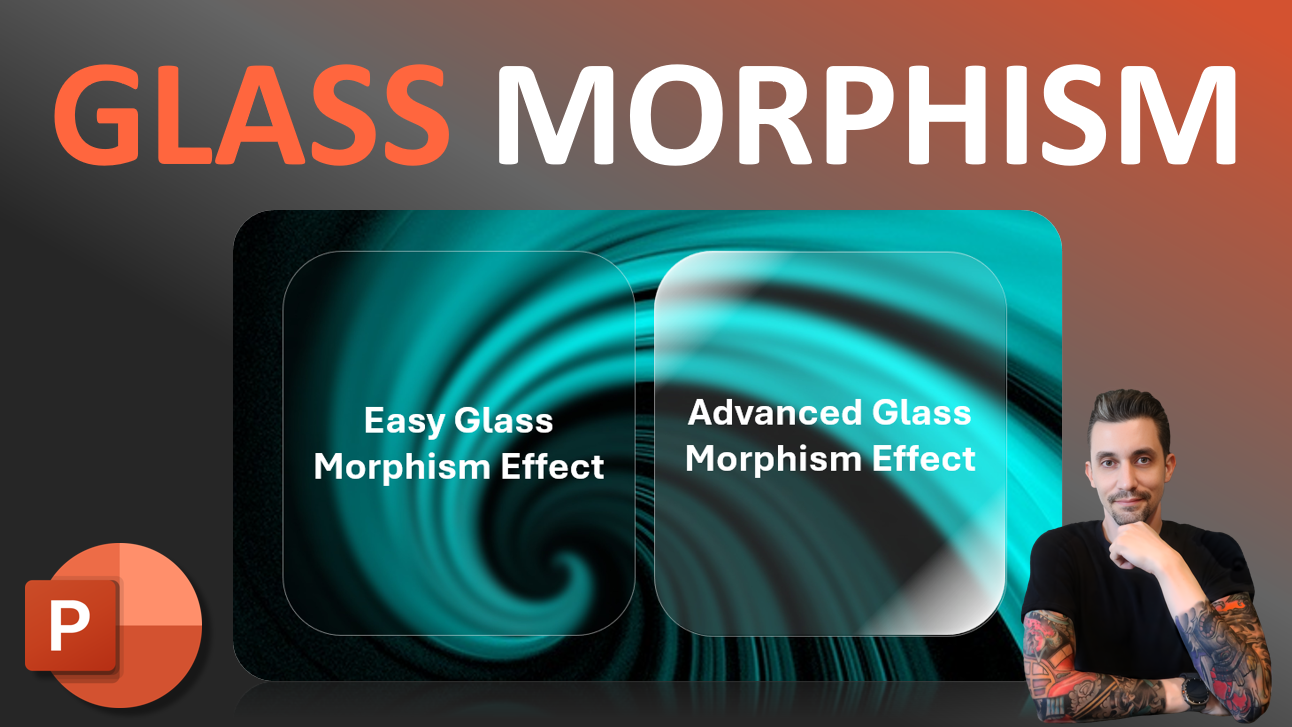 GLASS MORPHISM
Easy Glass
Morphism Effect
Advanced Glass
Morphism Effect
P